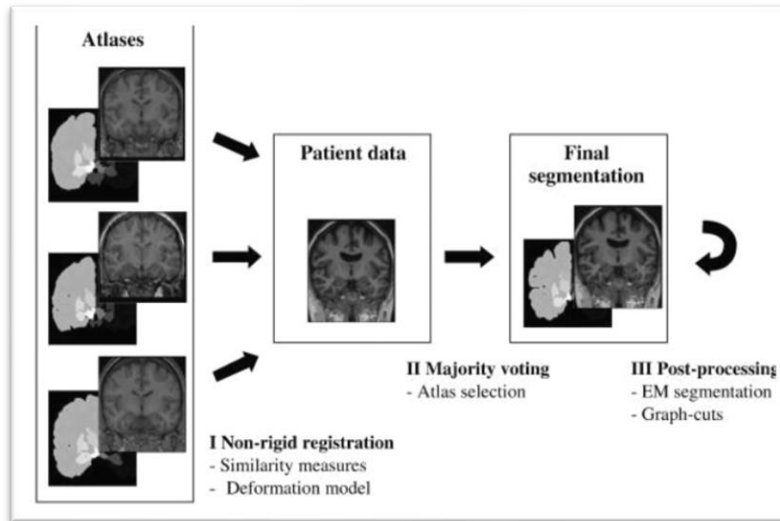 Atlases
Patient data
Final
segmentation
I Non-rigid registration
- Similarity measures
- Deformation model
II Majority voting
- Atlas selection
III Post-processing
- EM segmentation
- Graph-cuts